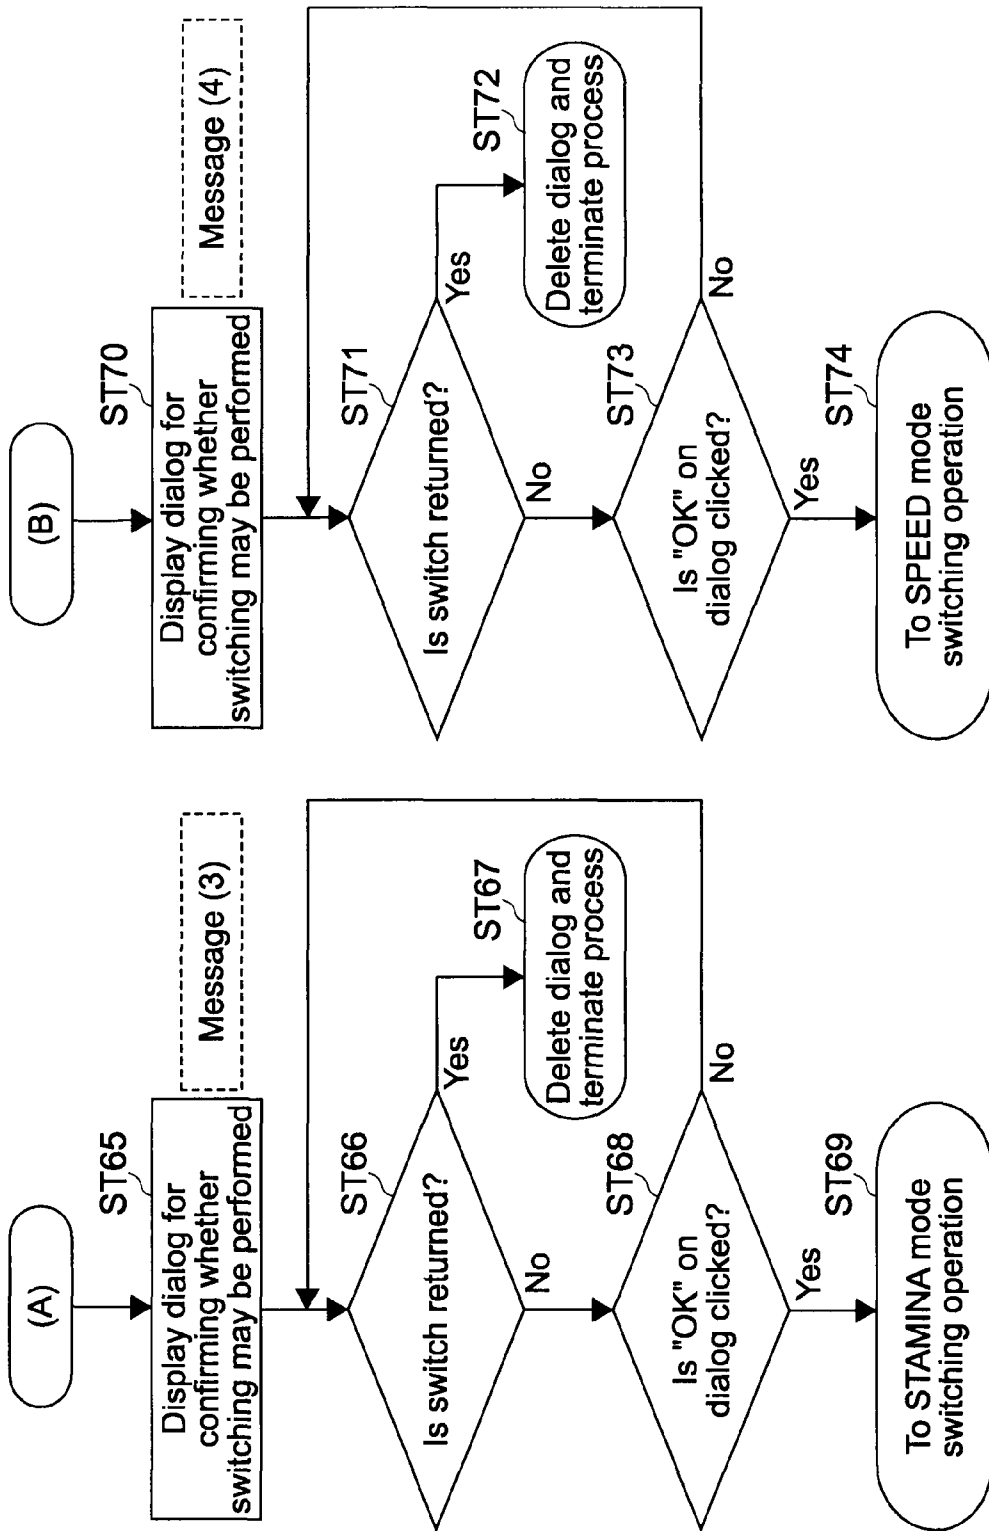 (A)
ST65
Display dialog for
confirming whether
switching may be performed
Message (3)
ST66
Is switch returned?
Yes
No
ST67
Delete dialog and
terminate process
ST68
Is "OK" on
dialog clicked?
No
Yes
ST69
To STAMINA mode
switching operation
(B)
ST70
Display dialog for
confirming whether
switching may be performed
Message (4)
ST71
Is switch returned?
Yes
No
ST72
Delete dialog and
terminate process
ST73
Is "OK" on
dialog clicked?
No
Yes
ST74
To SPEED mode
switching operation